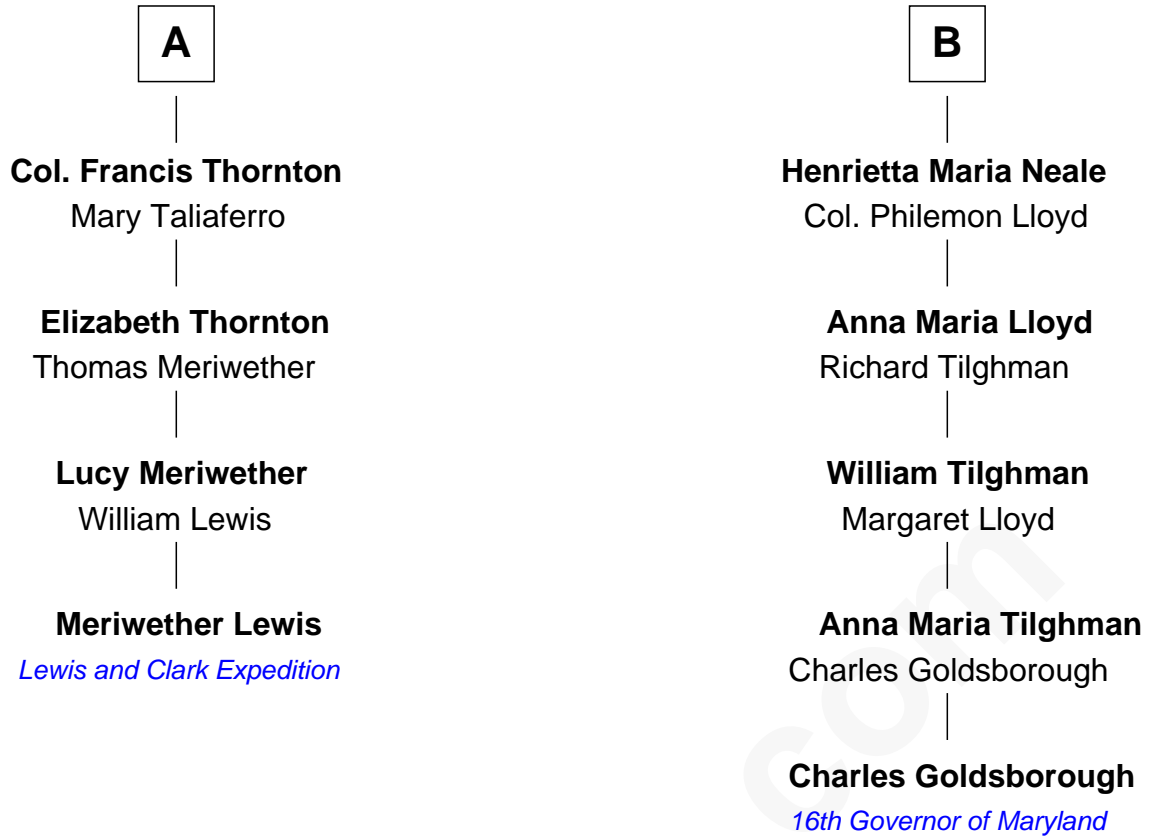 A
Col. Francis Thornton
Mary Taliaferro
Elizabeth Thornton
Thomas Meriwether
Lucy Meriwether
William Lewis
Meriwether Lewis
Lewis and Clark Expedition
B
Henrietta Maria Neale
Col. Philemon Lloyd
Anna Maria Lloyd
Richard Tilghman
William Tilghman
Margaret Lloyd
Anna Maria Tilghman
Charles Goldsborough
Charles Goldsborough
16th Governor of Maryland
com